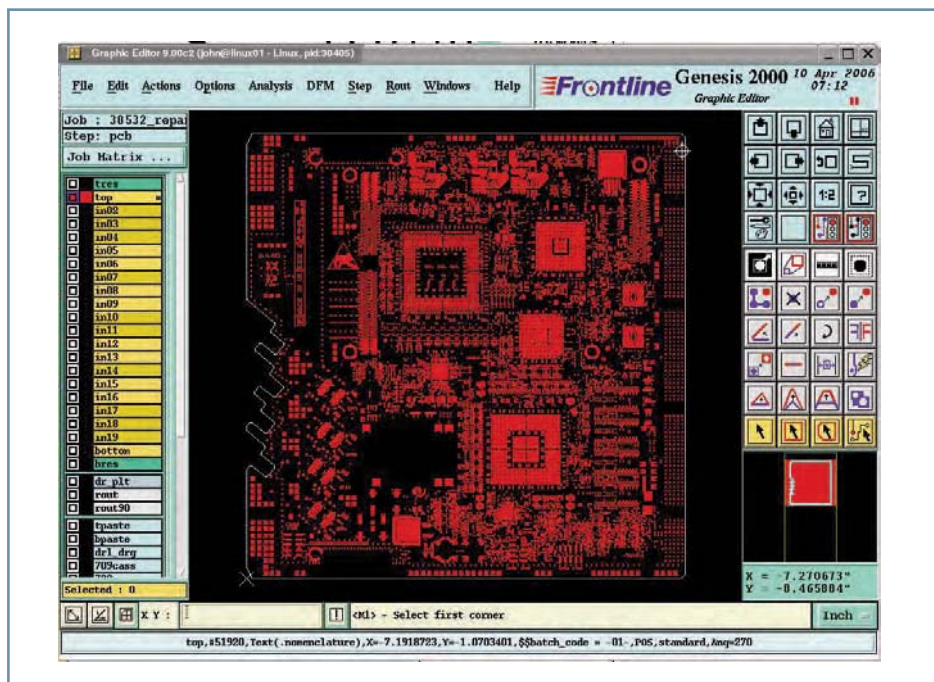 Graphic Editor 9.00c2 (john@linux01 - Linux, pid:30405)
File Edit Actions Options Analysis DFM Step Rout Windows Help
Frontline
Genesis 2000
Graphic Editor
10 Apr 2006
07:12
Job : 30532_repai
Step: pcb
Job Matrix ...
tres
top
in02
in03
in04
in05
in06
in07
in08
in09
in10
in11
in12
in13
in14
in15
in16
in17
in18
in19
bottom
bres
dr_plt
rout
rout90
tpaste
bpaste
drl_drg
709cass
Selected : 0
1:2
?
X = -7.270673"
Y = -0.465804"
X Y :
<M1> - Select first corner
Inch
top,#51920,Text(.nomenclature),X=-7.1918723,Y=-1.0703401,$$batch_code = -01-,POS,standard,Ang=270